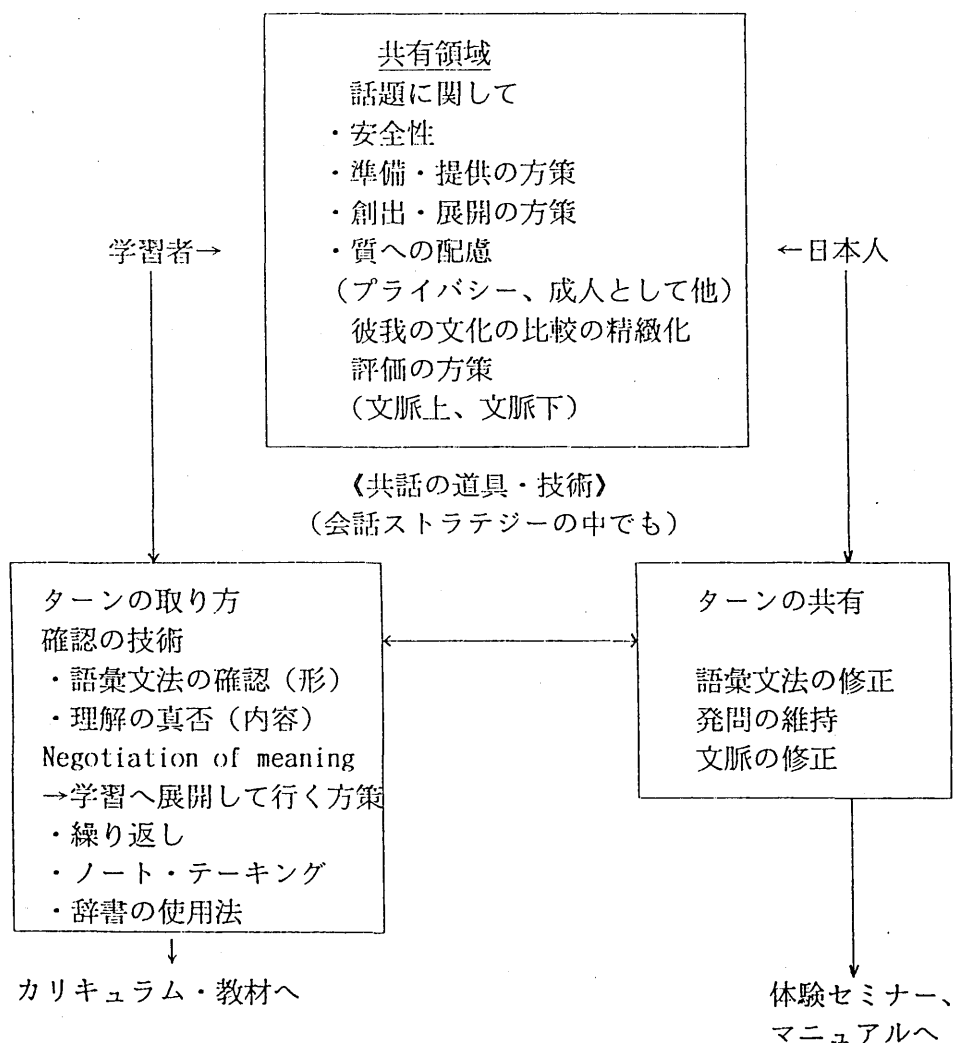 共有領域
話題に関して
・安全性
・準備・提供の方策
・創出・展開の方策
・質への配慮
（プライバシー、成人として他）
彼我の文化の比較の精緻化
評価の方策
（文脈上、文脈下）
学習者→
←日本人
《共話の道具・技術》
（会話ストラテジーの中でも）
ターンの取り方
確認の技術
・語彙文法の確認（形）
・理解の真否（内容）
Negotiation of meaning
→学習へ展開して行く方策
・繰り返し
・ノート・テーキング
・辞書の使用法
↓
カリキュラム・教材へ
ターンの共有
語彙文法の修正
発問の維持
文脈の修正
体験セミナー、
マニュアルへ